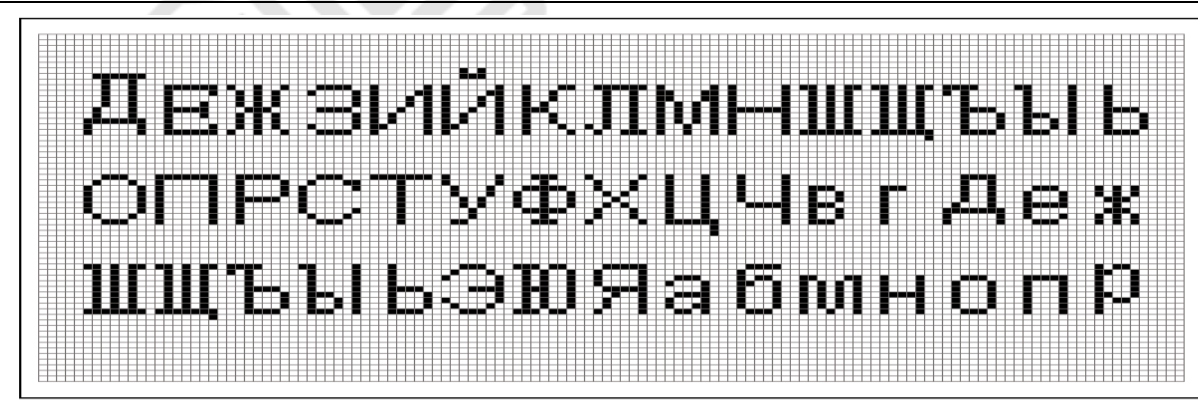 ДЕЖЗИЙКЛМНШЩЪЫЬ
ОПРСТУФХЦЧвгдеж
ШЩЪЫЬЭЮЯабмнопр